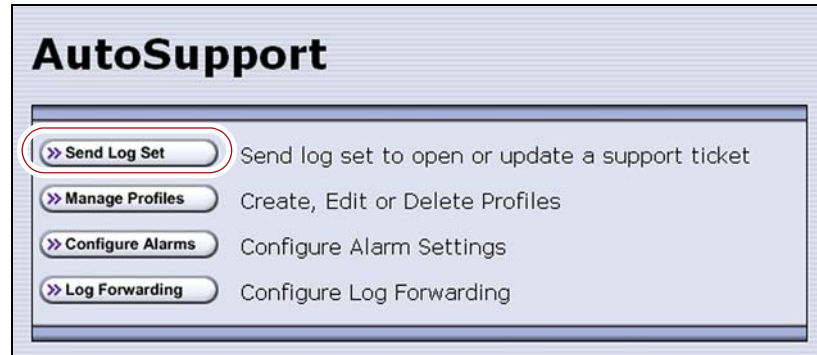 AutoSupport
>> Send Log Set Send log set to open or update a support ticket
>> Manage Profiles Create, Edit or Delete Profiles
>> Configure Alarms Configure Alarm Settings
>> Log Forwarding Configure Log Forwarding